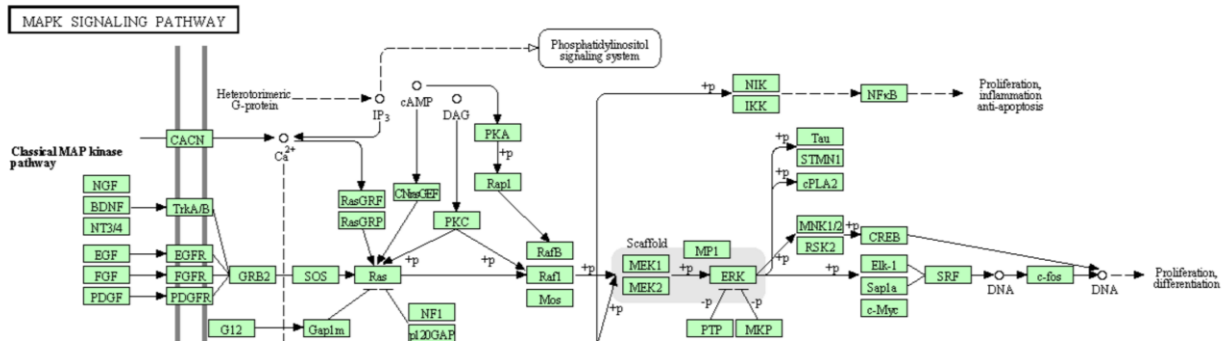 MAPK SIGNALING PATHWAY
Phosphatidylinositol
signaling system
Heterotorimeric
G-protein
IP3
cAMP
DAG
+p
NIK
IKK
NFκB
Proliferation,
inflammation
anti-apoptosis
CACN
Ca2+
PKA
+p
Classical MAP kinase
pathway
NGF
BDNF
NT3/4
TrkA/B
RasGRF
RasGRP
CNrasGEF
PKC
Rap1
+p
+p
Tau
STMN1
cPLA2
EGF
EGFR
FGF
FGFR
PDGF
PDGFR
GRB2
SOS
Ras
+p
+p
RafB
Raf1
Mos
+p
+p
Scaffold
MEK1
MEK2
+p
MP1
ERK
+p
MNK1/2
RSK2
+p
CREB
+p
Elk-1
Sap1a
c-Myc
SRF
DNA
c-fos
DNA
Proliferation,
differentiation
G12
Gap1m
NF1
p120GAP
-p
-p
PTP
MKP